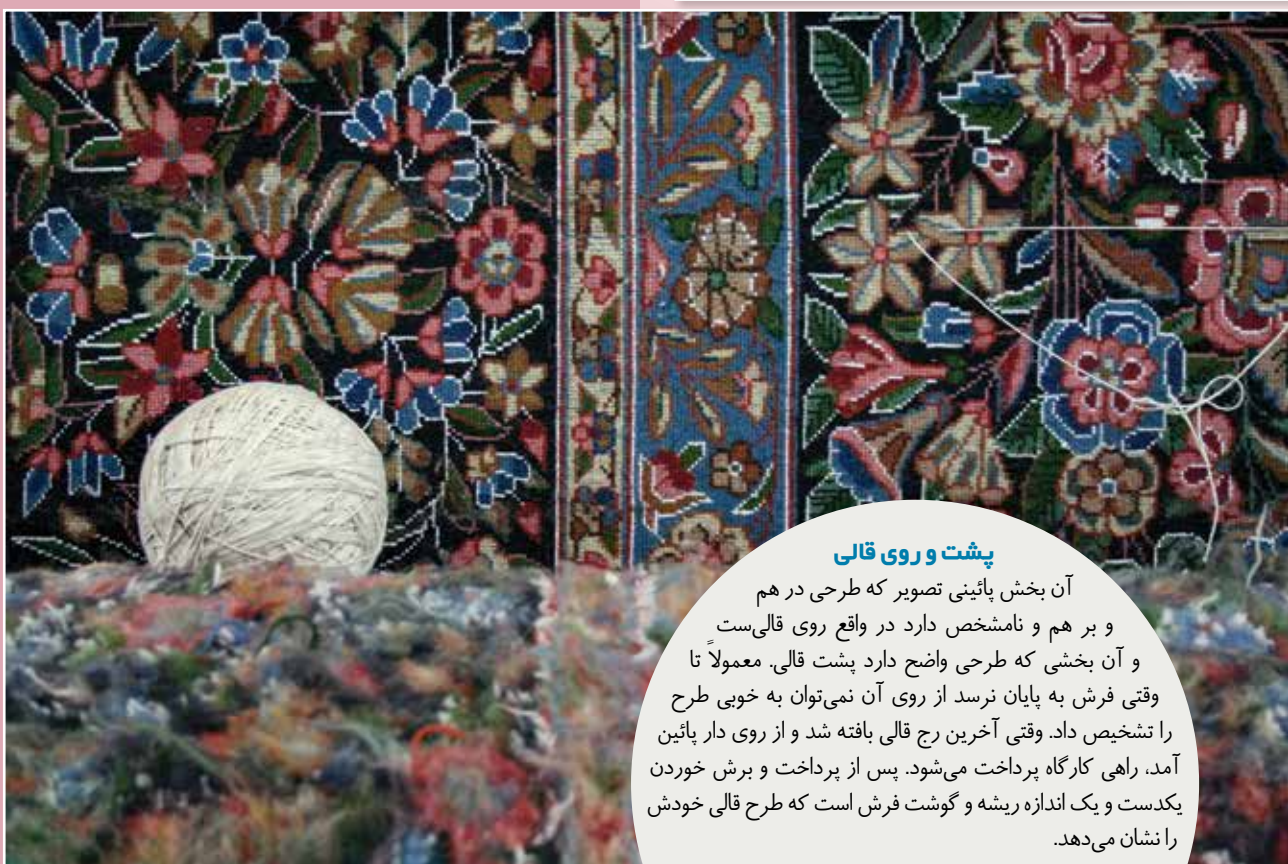 پشت و روی قالی
آن بخش پائینی تصویر که طرحی در هم
و بر هم و نامشخص دارد در واقع روی قالی‌ست
و آن بخشی که طرحی واضح دارد پشت قالی. معمولاً تا
وقتی فرش به پایان نرسد از روی آن نمی‌توان به خوبی طرح
را تشخیص داد. وقتی آخرین رج قالی بافته شد و از روی دار پائین
آمد، راهی کارگاه پرداخت می‌شود. پس از پرداخت و برش خوردن
یکدست و یک اندازه ریشه و گوشت فرش است که طرح قالی خودش
را نشان می‌دهد.